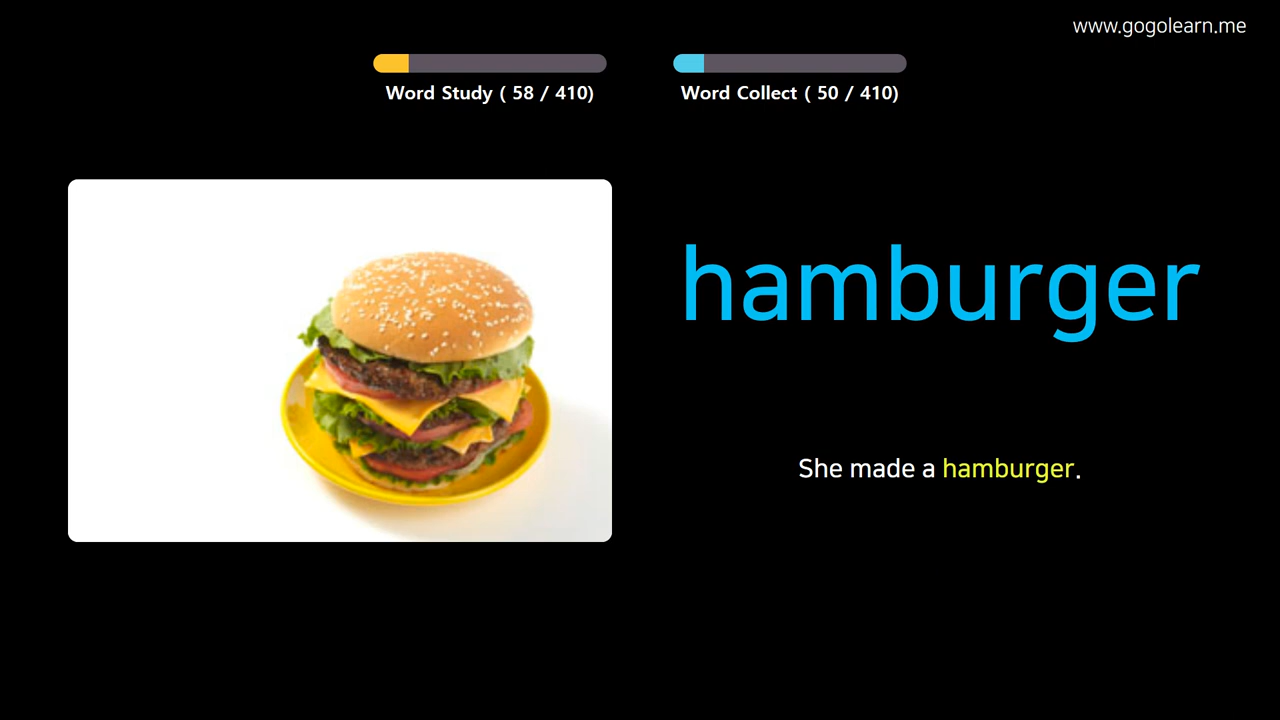 www.gogolearn.me
Word Study ( 58 / 410)
Word Collect ( 50 / 410)
hamburger
She made a hamburger.